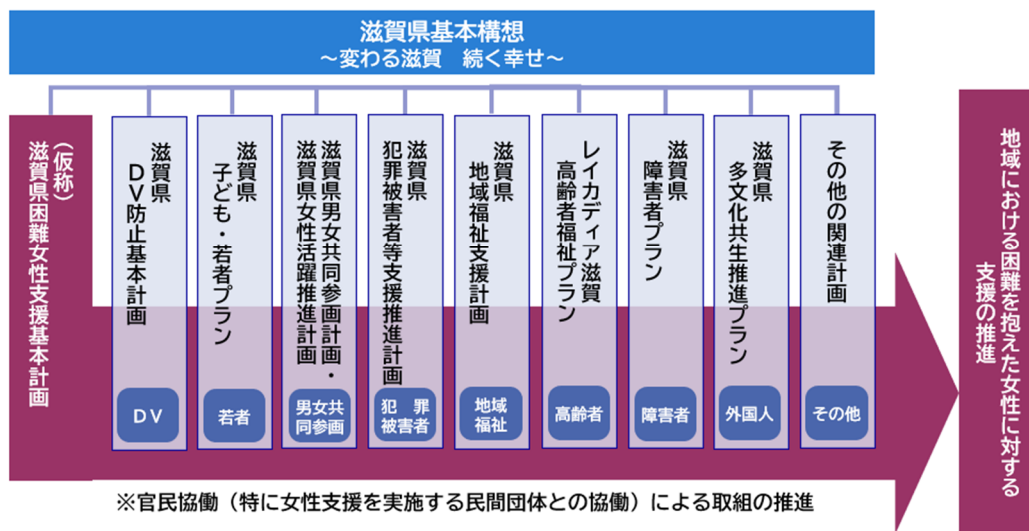 滋賀県基本構想
～変わる滋賀　続く幸せ～
（仮称）
滋賀県困難女性支援基本計画
滋賀県
ＤＶ防止基本計画
ＤＶ
滋賀県
子ども・若者プラン
若者
滋賀県男女共同参画計画・
滋賀県女性活躍推進計画
男女共
同参画
滋賀県
犯罪被害者等支援推進計画
犯　罪
被害者
滋賀県
地域福祉支援計画
地域
福祉
レイカディア滋賀
高齢者福祉プラン
高齢者
滋賀県
障害者プラン
障害者
滋賀県
多文化共生推進プラン
外国人
その他の関連計画
その他
地域における困難を抱えた女性に対する
支援の推進
※官民協働（特に女性支援を実施する民間団体との協働）による取組の推進